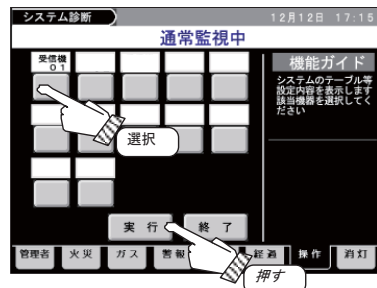 システム診断
12月12日 17:15
通常監視中
受信機
01
機能ガイド
システムのテーブル等
設定内容を表示します
該当機器を選択してく
ださい
選択
実 行
終 了
管理者
火災
ガス
警報
経過
操作
消灯
押す